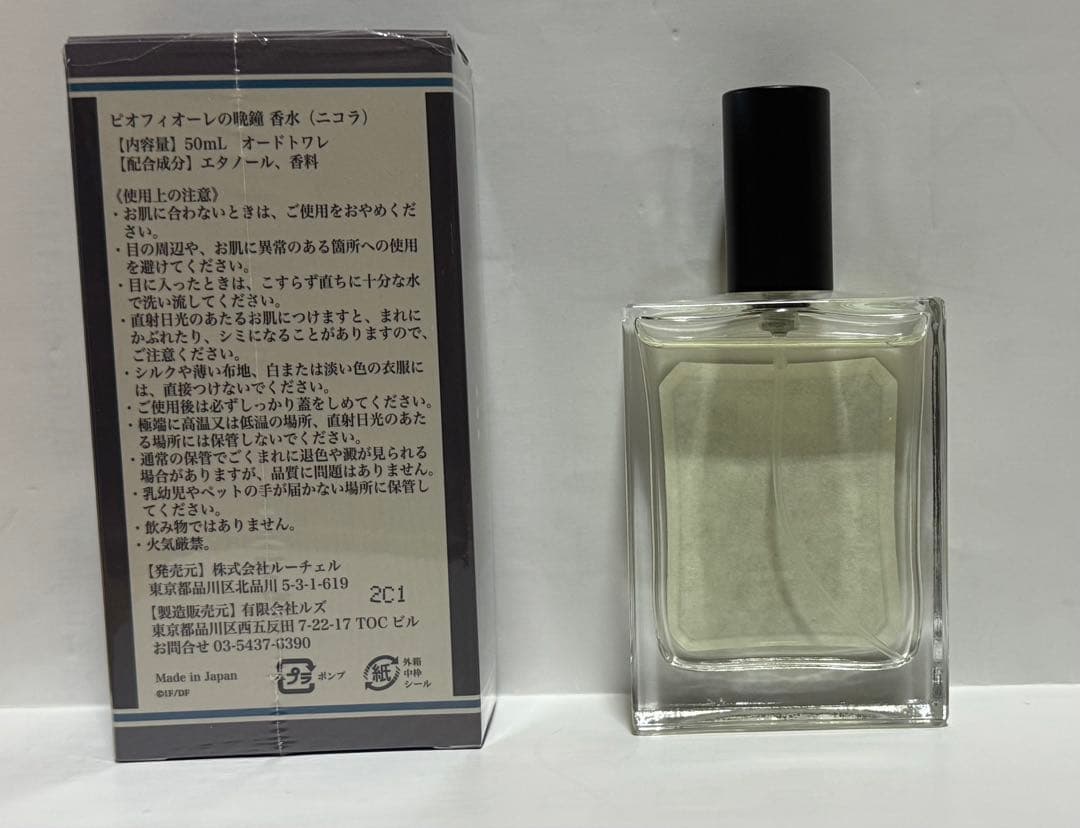 ピオフィオーレの晩鐘 香水（ニコラ）
【内容量】50mL　オードトワレ
【配合成分】エタノール、香料
《使用上の注意》
・お肌に合わないときは、ご使用をおやめくだ
さい。
・目の周辺や、お肌に異常のある箇所への使用
を避けてください。
・目に入ったときは、こすらず直ちに十分な水
で洗い流してください。
・直射日光のあたるお肌につけますと、まれに
かぶれたり、シミになることがありますので、
ご注意ください。
・シルクや薄い布地、白または淡い色の衣服に
は、直接つけないでください。
・ご使用後は必ずしっかり蓋をしめてください。
・極端に高温又は低温の場所、直射日光のあた
る場所には保管しないでください。
・通常の保管でごくまれに退色や澱が見られる
場合がありますが、品質に問題はありません。
・乳幼児やペットの手が届かない場所に保管し
てください。
・飲み物ではありません。
・火気厳禁。
【発売元】株式会社ルーチェル
東京都品川区北品川 5-3-1-619
2C1
【製造販売元】有限会社ルズ
東京都品川区西五反田 7-22-17 TOC ビル
お問合せ 03-5437-6390
Made in Japan
©IF/DF
プラ ポンプ
紙 外箱
中枠
シール